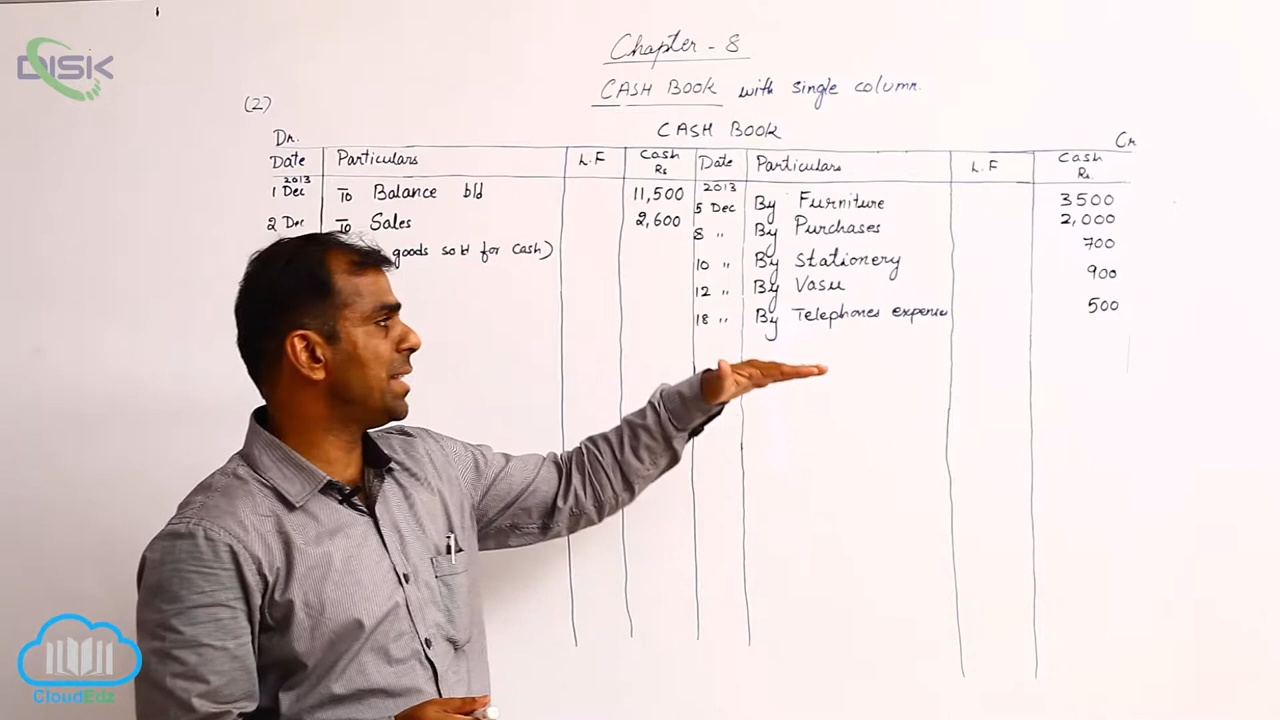 DISK
Chapter - 8
CASH BOOK with single column.
(2)
CASH BOOK
Dr. Cr
Date Particulars L.F Cash Rs Date Particulars L.F Cash Rs.
2013 1 Dec To Balance b/d 11,500 2013 5 Dec By Furniture 3500
2 Dec To Sales 2,600 8 " By Purchases 2,000
goods sold for cash) 10 " By Stationery 700
12 " By Vasu 900
18 " By Telephones expense 500
CloudEdz